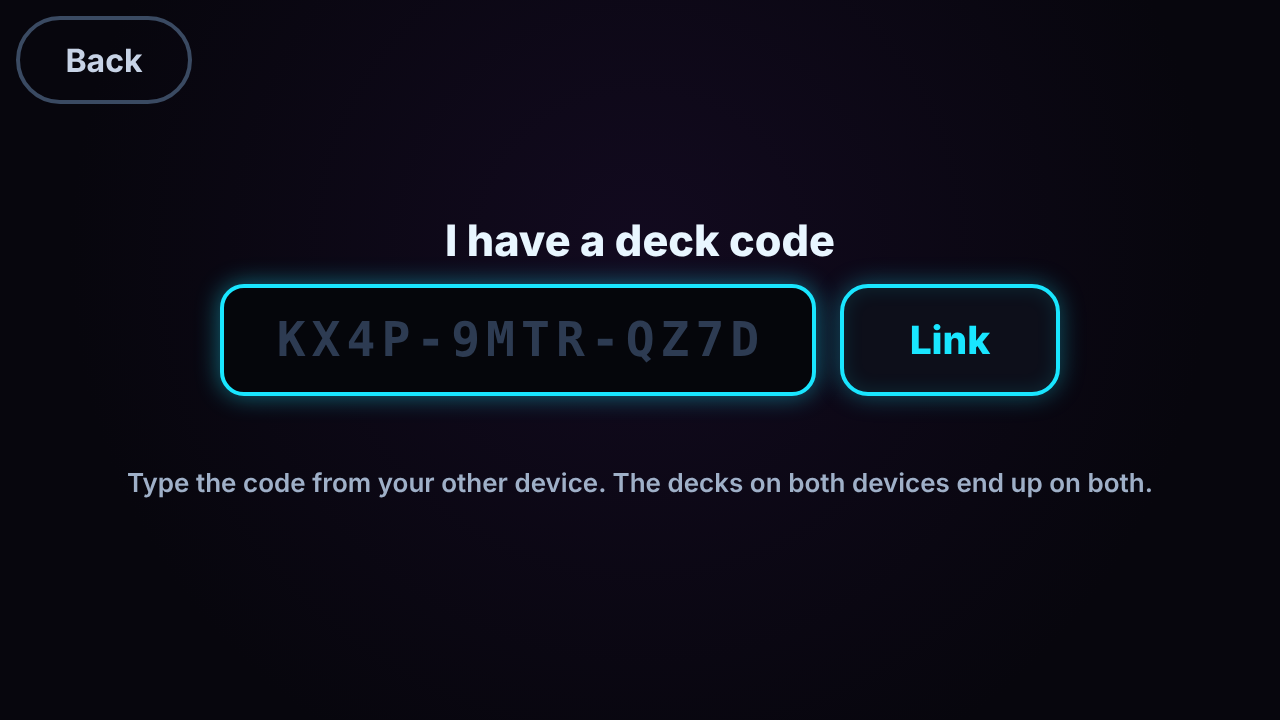 Back
I have a deck code
KX4P-9MTR-QZ7D
Link
Type the code from your other device. The decks on both devices end up on both.